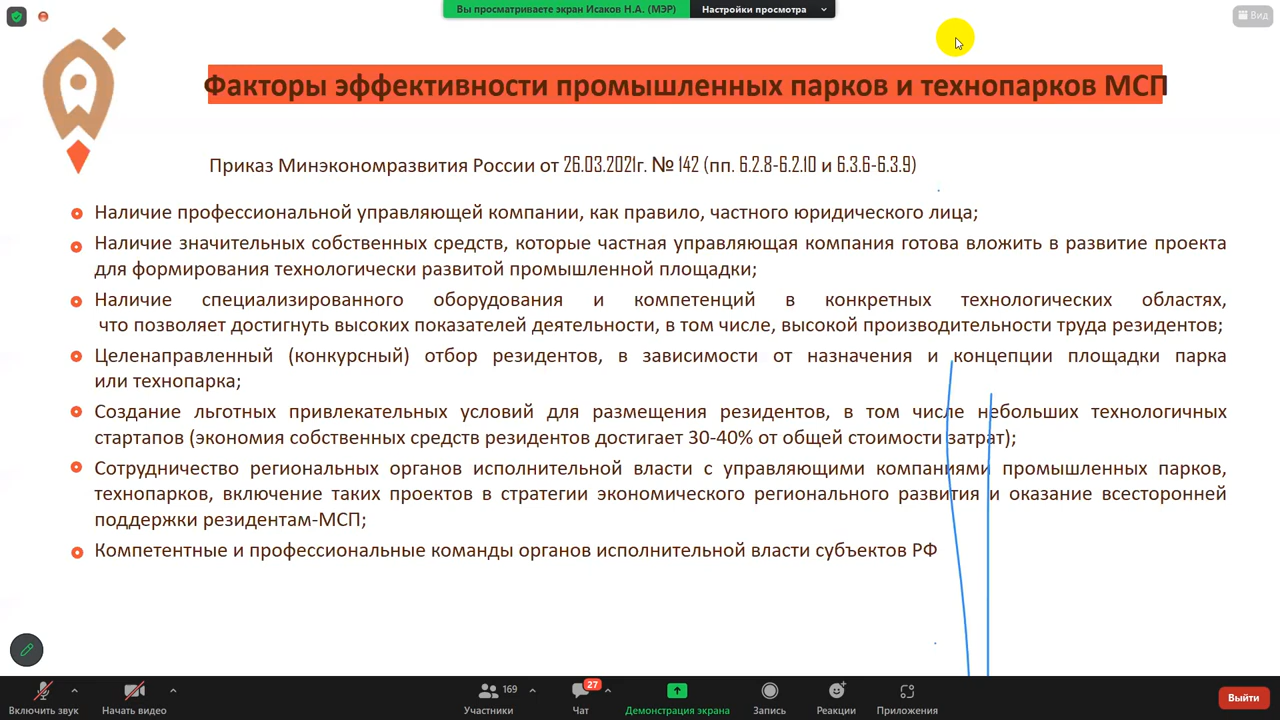 Вы просматриваете экран Исаков Н.А. (МЭР) Настройки просмотра
Вид
Факторы эффективности промышленных парков и технопарков МСП
Приказ Минэкономразвития России от 26.03.2021г. № 142 (пп. 6.2.8-6.2.10 и 6.3.6-6.3.9)
Наличие профессиональной управляющей компании, как правило, частного юридического лица;
Наличие значительных собственных средств, которые частная управляющая компания готова вложить в развитие проекта
для формирования технологически развитой промышленной площадки;
Наличие специализированного оборудования и компетенций в конкретных технологических областях,
что позволяет достигнуть высоких показателей деятельности, в том числе, высокой производительности труда резидентов;
Целенаправленный (конкурсный) отбор резидентов, в зависимости от назначения и концепции площадки парка
или технопарка;
Создание льготных привлекательных условий для размещения резидентов, в том числе небольших технологичных
стартапов (экономия собственных средств резидентов достигает 30-40% от общей стоимости затрат);
Сотрудничество региональных органов исполнительной власти с управляющими компаниями промышленных парков,
технопарков, включение таких проектов в стратегии экономического регионального развития и оказание всесторонней
поддержки резидентам-МСП;
Компетентные и профессиональные команды органов исполнительной власти субъектов РФ
169 27
Включить звук Начать видео Участники Чат Демонстрация экрана Запись Реакции Приложения Выйти